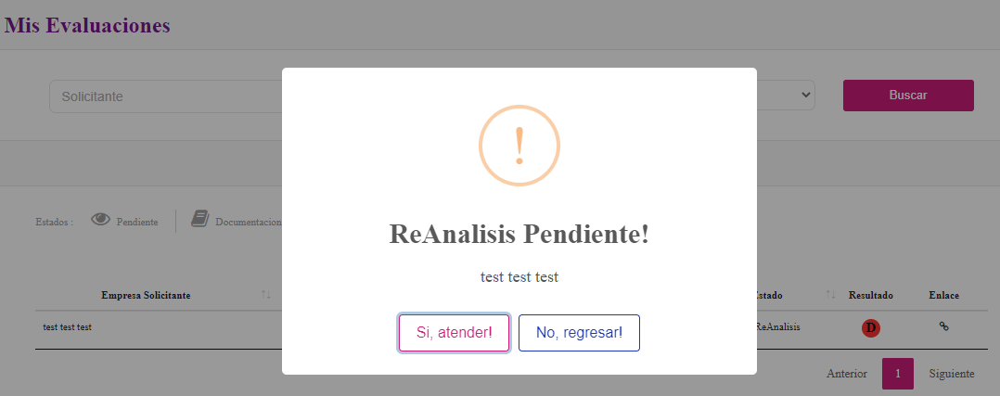 Mis Evaluaciones
Solicitante
Buscar
!
ReAnalisis Pendiente!
test test test
Si, atender!
No, regresar!
Estados :
Pendiente
Documentacion
Empresa Solicitante
Estado
Resultado
Enlace
test test test
ReAnalisis
D
Anterior
1
Siguiente